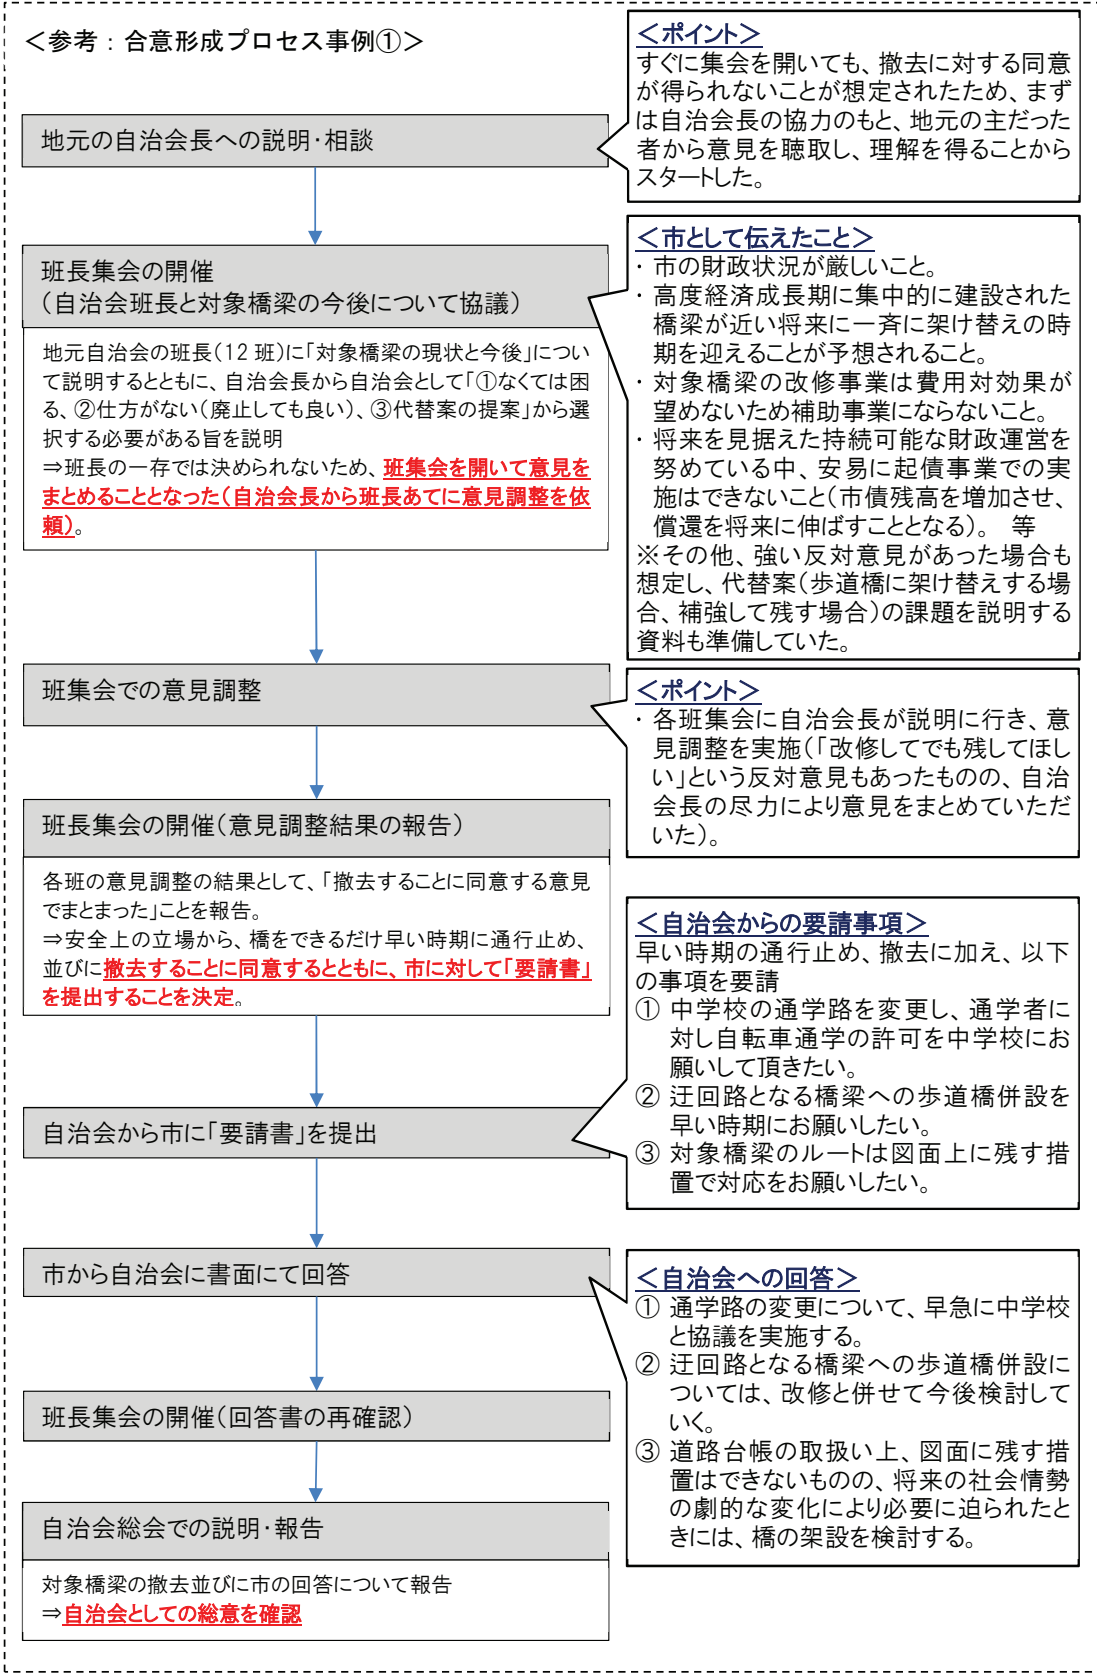 ＜参考：合意形成プロセス事例①＞
＜ポイント＞
すぐに集会を開いても、撤去に対する同意
が得られないことが想定されたため、まず
は自治会長の協力のもと、地元の主だった
者から意見を聴取し、理解を得ることから
スタートした。
地元の自治会長への説明・相談
＜市として伝えたこと＞
・市の財政状況が厳しいこと。
・高度経済成長期に集中的に建設された
橋梁が近い将来に一斉に架け替えの時
期を迎えることが予想されること。
・対象橋梁の改修事業は費用対効果が
望めないため補助事業にならないこと。
・将来を見据えた持続可能な財政運営を
努めている中、安易に起債事業での実
施はできないこと（市債残高を増加させ、
償還を将来に伸ばすこととなる）。 等
※その他、強い反対意見があった場合も
想定し、代替案（歩道橋に架け替えする場
合、補強して残す場合）の課題を説明する
資料も準備していた。
班長集会の開催
（自治会班長と対象橋梁の今後について協議）
地元自治会の班長（12 班）に「対象橋梁の現状と今後」につい
て説明するとともに、自治会長から自治会として「①なくては困
る、②仕方がない（廃止しても良い）、③代替案の提案」から選
択する必要がある旨を説明
⇒班長の一存では決められないため、班集会を開いて意見を
まとめることとなった（自治会長から班長あてに意見調整を依
頼）。
班集会での意見調整
＜ポイント＞
・各班集会に自治会長が説明に行き、意
見調整を実施（「改修してでも残してほし
い」という反対意見もあったものの、自治
会長の尽力により意見をまとめていただ
いた）。
班長集会の開催（意見調整結果の報告）
各班の意見調整の結果として、「撤去することに同意する意見
でまとまった」ことを報告。
⇒安全上の立場から、橋をできるだけ早い時期に通行止め、
並びに撤去することに同意するとともに、市に対して「要請書」
を提出することを決定。
＜自治会からの要請事項＞
早い時期の通行止め、撤去に加え、以下
の事項を要請
① 中学校の通学路を変更し、通学者に
対し自転車通学の許可を中学校にお
願いして頂きたい。
② 迂回路となる橋梁への歩道橋併設を
早い時期にお願いしたい。
③ 対象橋梁のルートは図面上に残す措
置で対応をお願いしたい。
自治会から市に「要請書」を提出
市から自治会に書面にて回答
＜自治会への回答＞
① 通学路の変更について、早急に中学校
と協議を実施する。
② 迂回路となる橋梁への歩道橋併設に
ついては、改修と併せて今後検討して
いく。
③ 道路台帳の取扱い上、図面に残す措
置はできないものの、将来の社会情勢
の劇的な変化により必要に迫られたと
きには、橋の架設を検討する。
班長集会の開催（回答書の再確認）
自治会総会での説明・報告
対象橋梁の撤去並びに市の回答について報告
⇒自治会としての総意を確認